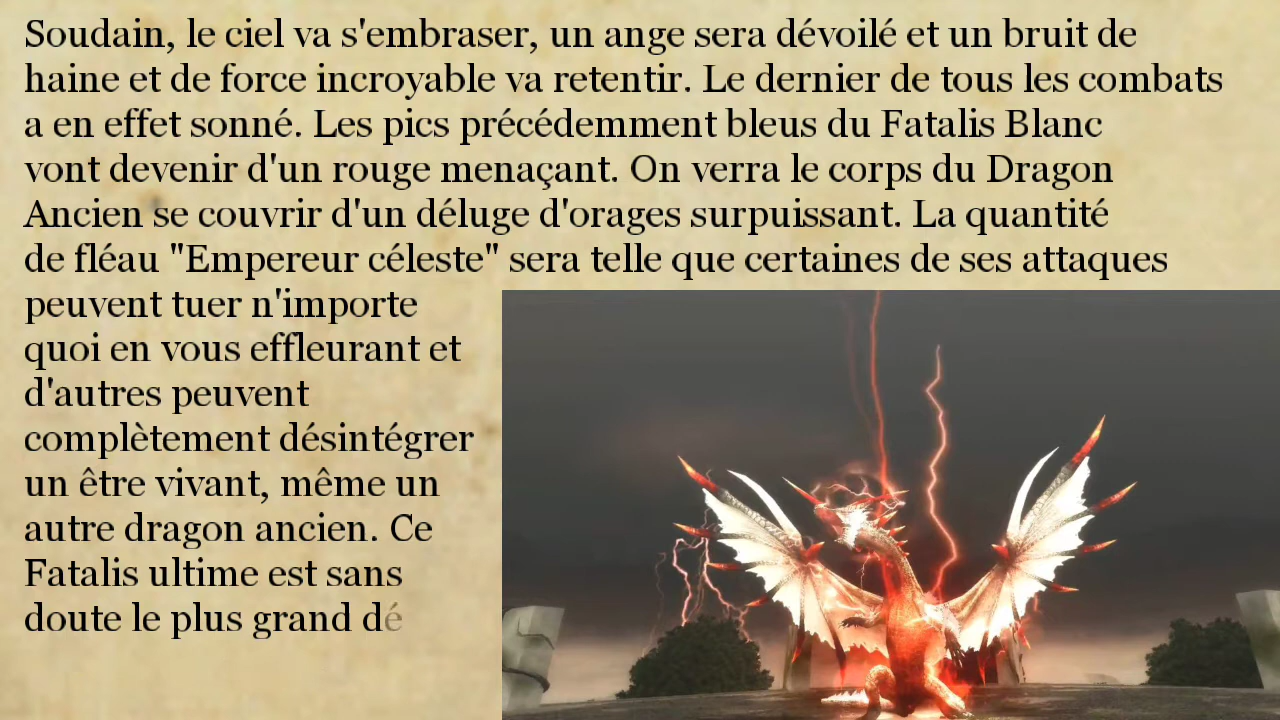 Soudain, le ciel va s'embraser, un ange sera dévoilé et un bruit de
haine et de force incroyable va retentir. Le dernier de tous les combats
a en effet sonné. Les pics précédemment bleus du Fatalis Blanc
vont devenir d'un rouge menaçant. On verra le corps du Dragon
Ancien se couvrir d'un déluge d'orages surpuissant. La quantité
de fléau "Empereur céleste" sera telle que certaines de ses attaques
peuvent tuer n'importe
quoi en vous effleurant et
d'autres peuvent
complètement désintégrer
un être vivant, même un
autre dragon ancien. Ce
Fatalis ultime est sans
doute le plus grand dé